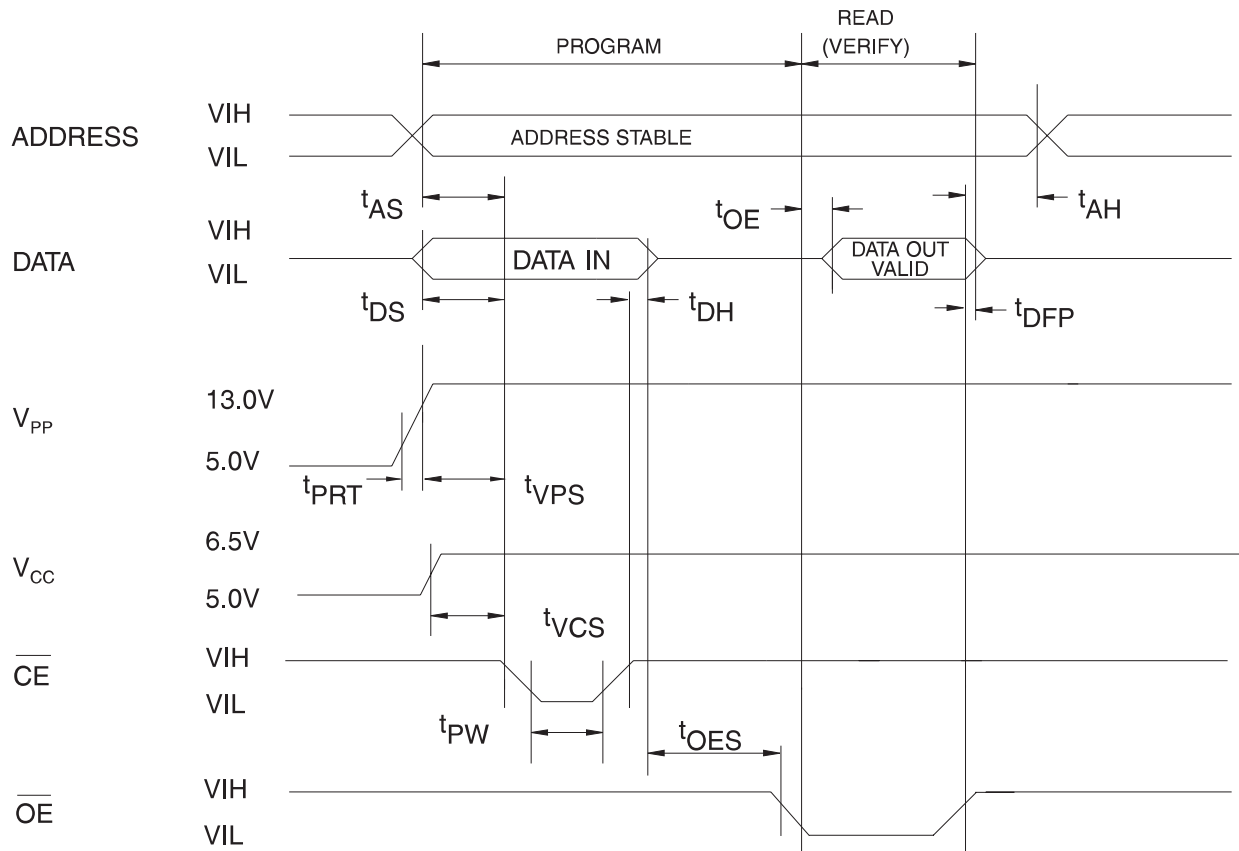 READ
PROGRAM (VERIFY)
VIH
ADDRESS ADDRESS STABLE
VIL
tAS tOE tAH
VIH
DATA DATA IN DATA OUT
VIL VALID
tDS tDH tDFP
13.0V
VPP
5.0V
tPRT tVPS
6.5V
VCC
5.0V
tVCS
VIH
CE
VIL
tPW tOES
VIH
OE
VIL